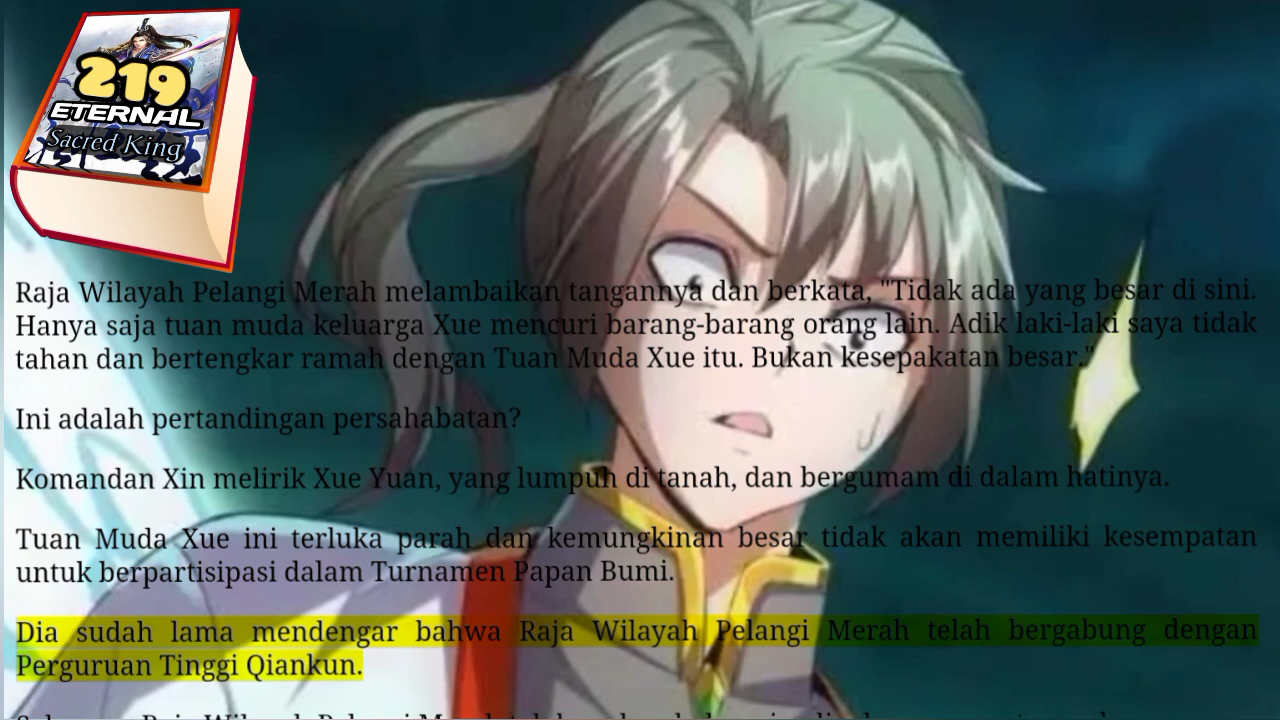 219
ETERNAL
Sacred King
Raja Wilayah Pelangi Merah melambaikan tangannya dan berkata, "Tidak ada yang besar di sini.
Hanya saja tuan muda keluarga Xue mencuri barang-barang orang lain. Adik laki-laki saya tidak
tahan dan bertengkar ramah dengan Tuan Muda Xue itu. Bukan kesepakatan besar."
Ini adalah pertandingan persahabatan?
Komandan Xin melirik Xue Yuan, yang lumpuh di tanah, dan bergumam di dalam hatinya.
Tuan Muda Xue ini terluka parah dan kemungkinan besar tidak akan memiliki kesempatan
untuk berpartisipasi dalam Turnamen Papan Bumi.
Dia sudah lama mendengar bahwa Raja Wilayah Pelangi Merah telah bergabung dengan
Perguruan Tinggi Qiankun.